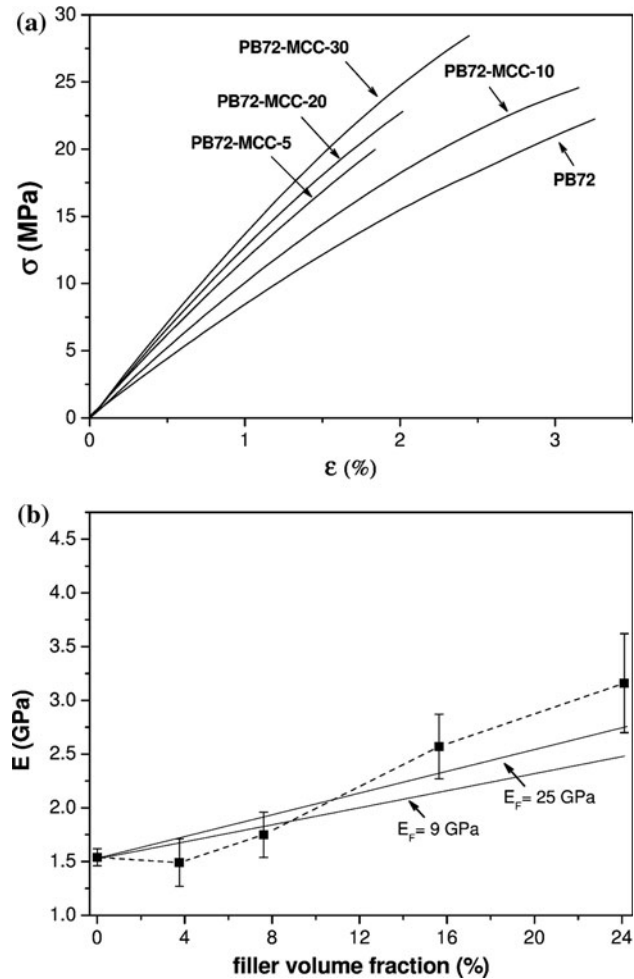 (a)
30
25
20
15
10
5
0
σ (MPa)
PB72-MCC-30
PB72-MCC-10
PB72-MCC-20
PB72-MCC-5
PB72
0 1 2 3
ε (%)
(b)
4.5
4.0
3.5
3.0
2.5
2.0
1.5
1.0
E (GPa)
E_F= 25 GPa
E_F= 9 GPa
0 4 8 12 16 20 24
filler volume fraction (%)